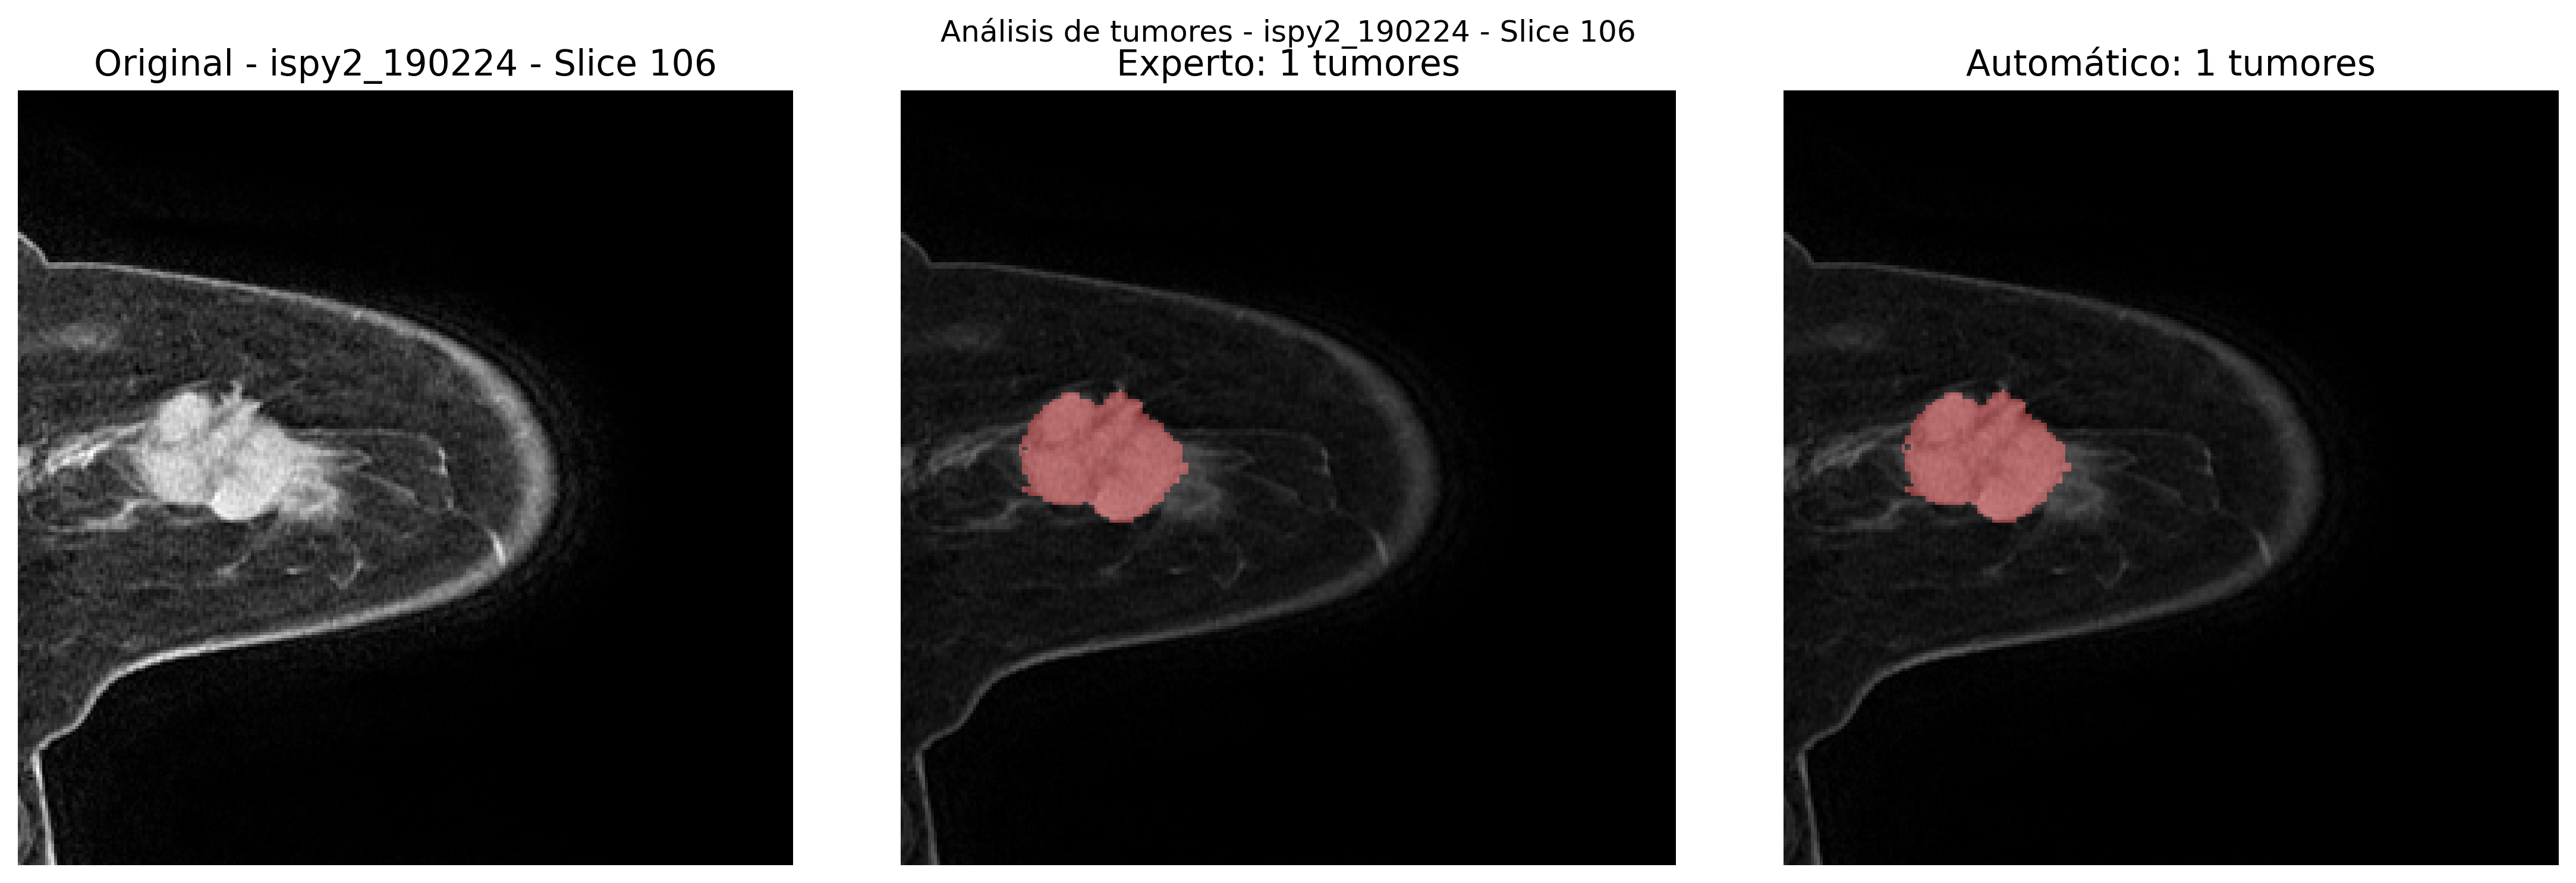 Análisis de tumores - ispy2_190224 - Slice 106
Original - ispy2_190224 - Slice 106
Experto: 1 tumores
Automático: 1 tumores